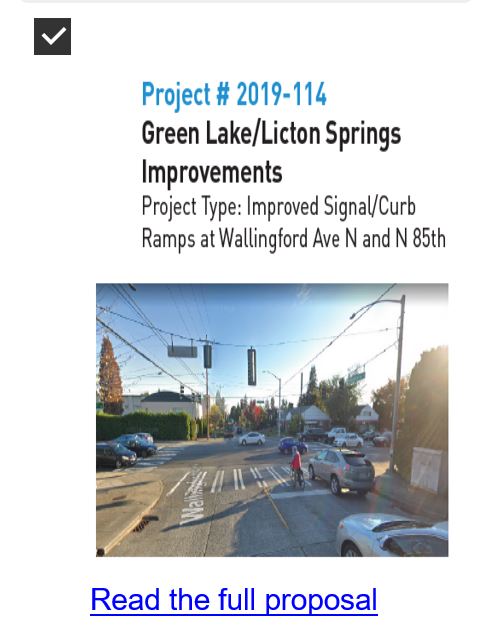 Project # 2019-114
Green Lake/Licton Springs
Improvements
Project Type: Improved Signal/Curb
Ramps at Wallingford Ave N and N 85th
Read the full proposal